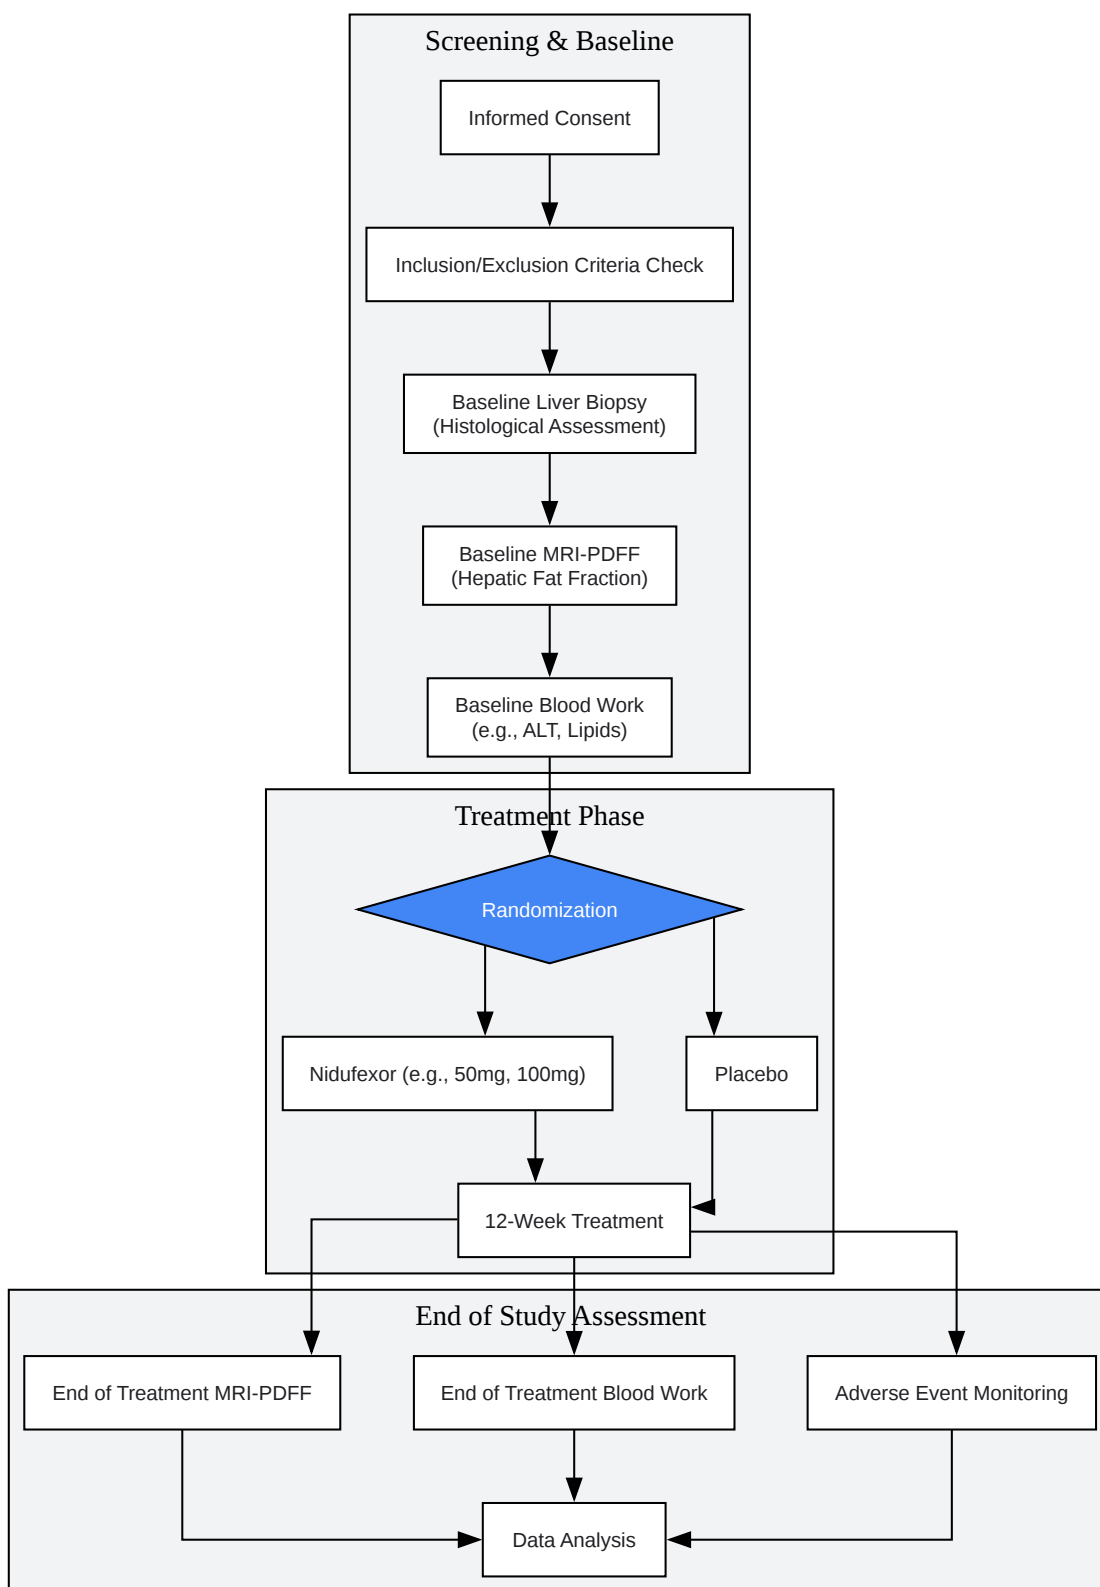 Screening & Baseline
Informed Consent
Inclusion/Exclusion Criteria Check
Baseline Liver Biopsy
(Histological Assessment)
Baseline MRI-PDFF
(Hepatic Fat Fraction)
Baseline Blood Work
(e.g., ALT, Lipids)
Treatment Phase
Randomization
Nidufexor (e.g., 50mg, 100mg)
Placebo
12-Week Treatment
End of Study Assessment
End of Treatment MRI-PDFF
End of Treatment Blood Work
Adverse Event Monitoring
Data Analysis